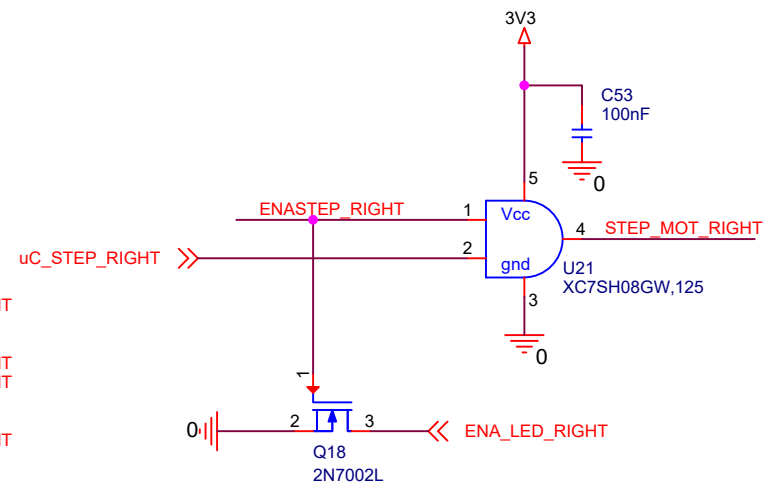 3V3
C53
100nF
5
0
ENASTEP_RIGHT
1
Vcc
4
STEP_MOT_RIGHT
uC_STEP_RIGHT
2
gnd
U21
XC7SH08GW,125
3
0
1
0
2
3
ENA_LED_RIGHT
Q18
2N7002L